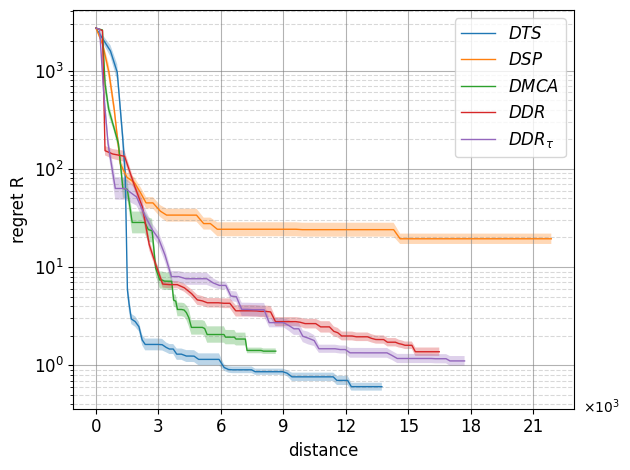 DTS
DSP
DMCA
DDR
DDRτ
regret R
10³
10²
10¹
10⁰
0 3 6 9 12 15 18 21
×10³
distance